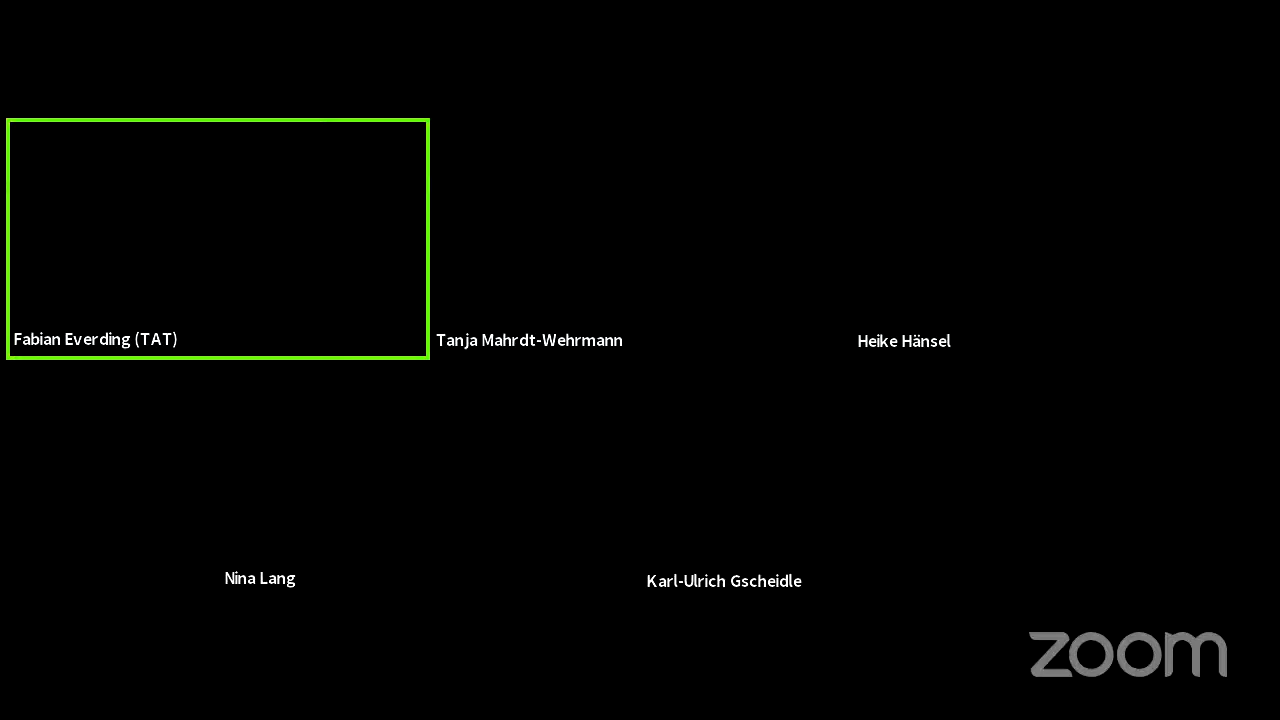 Fabian Everding (TAT)
Tanja Mahrdt-Wehrmann
Heike Hänsel
Nina Lang
Karl-Ulrich Gscheidle
zoom